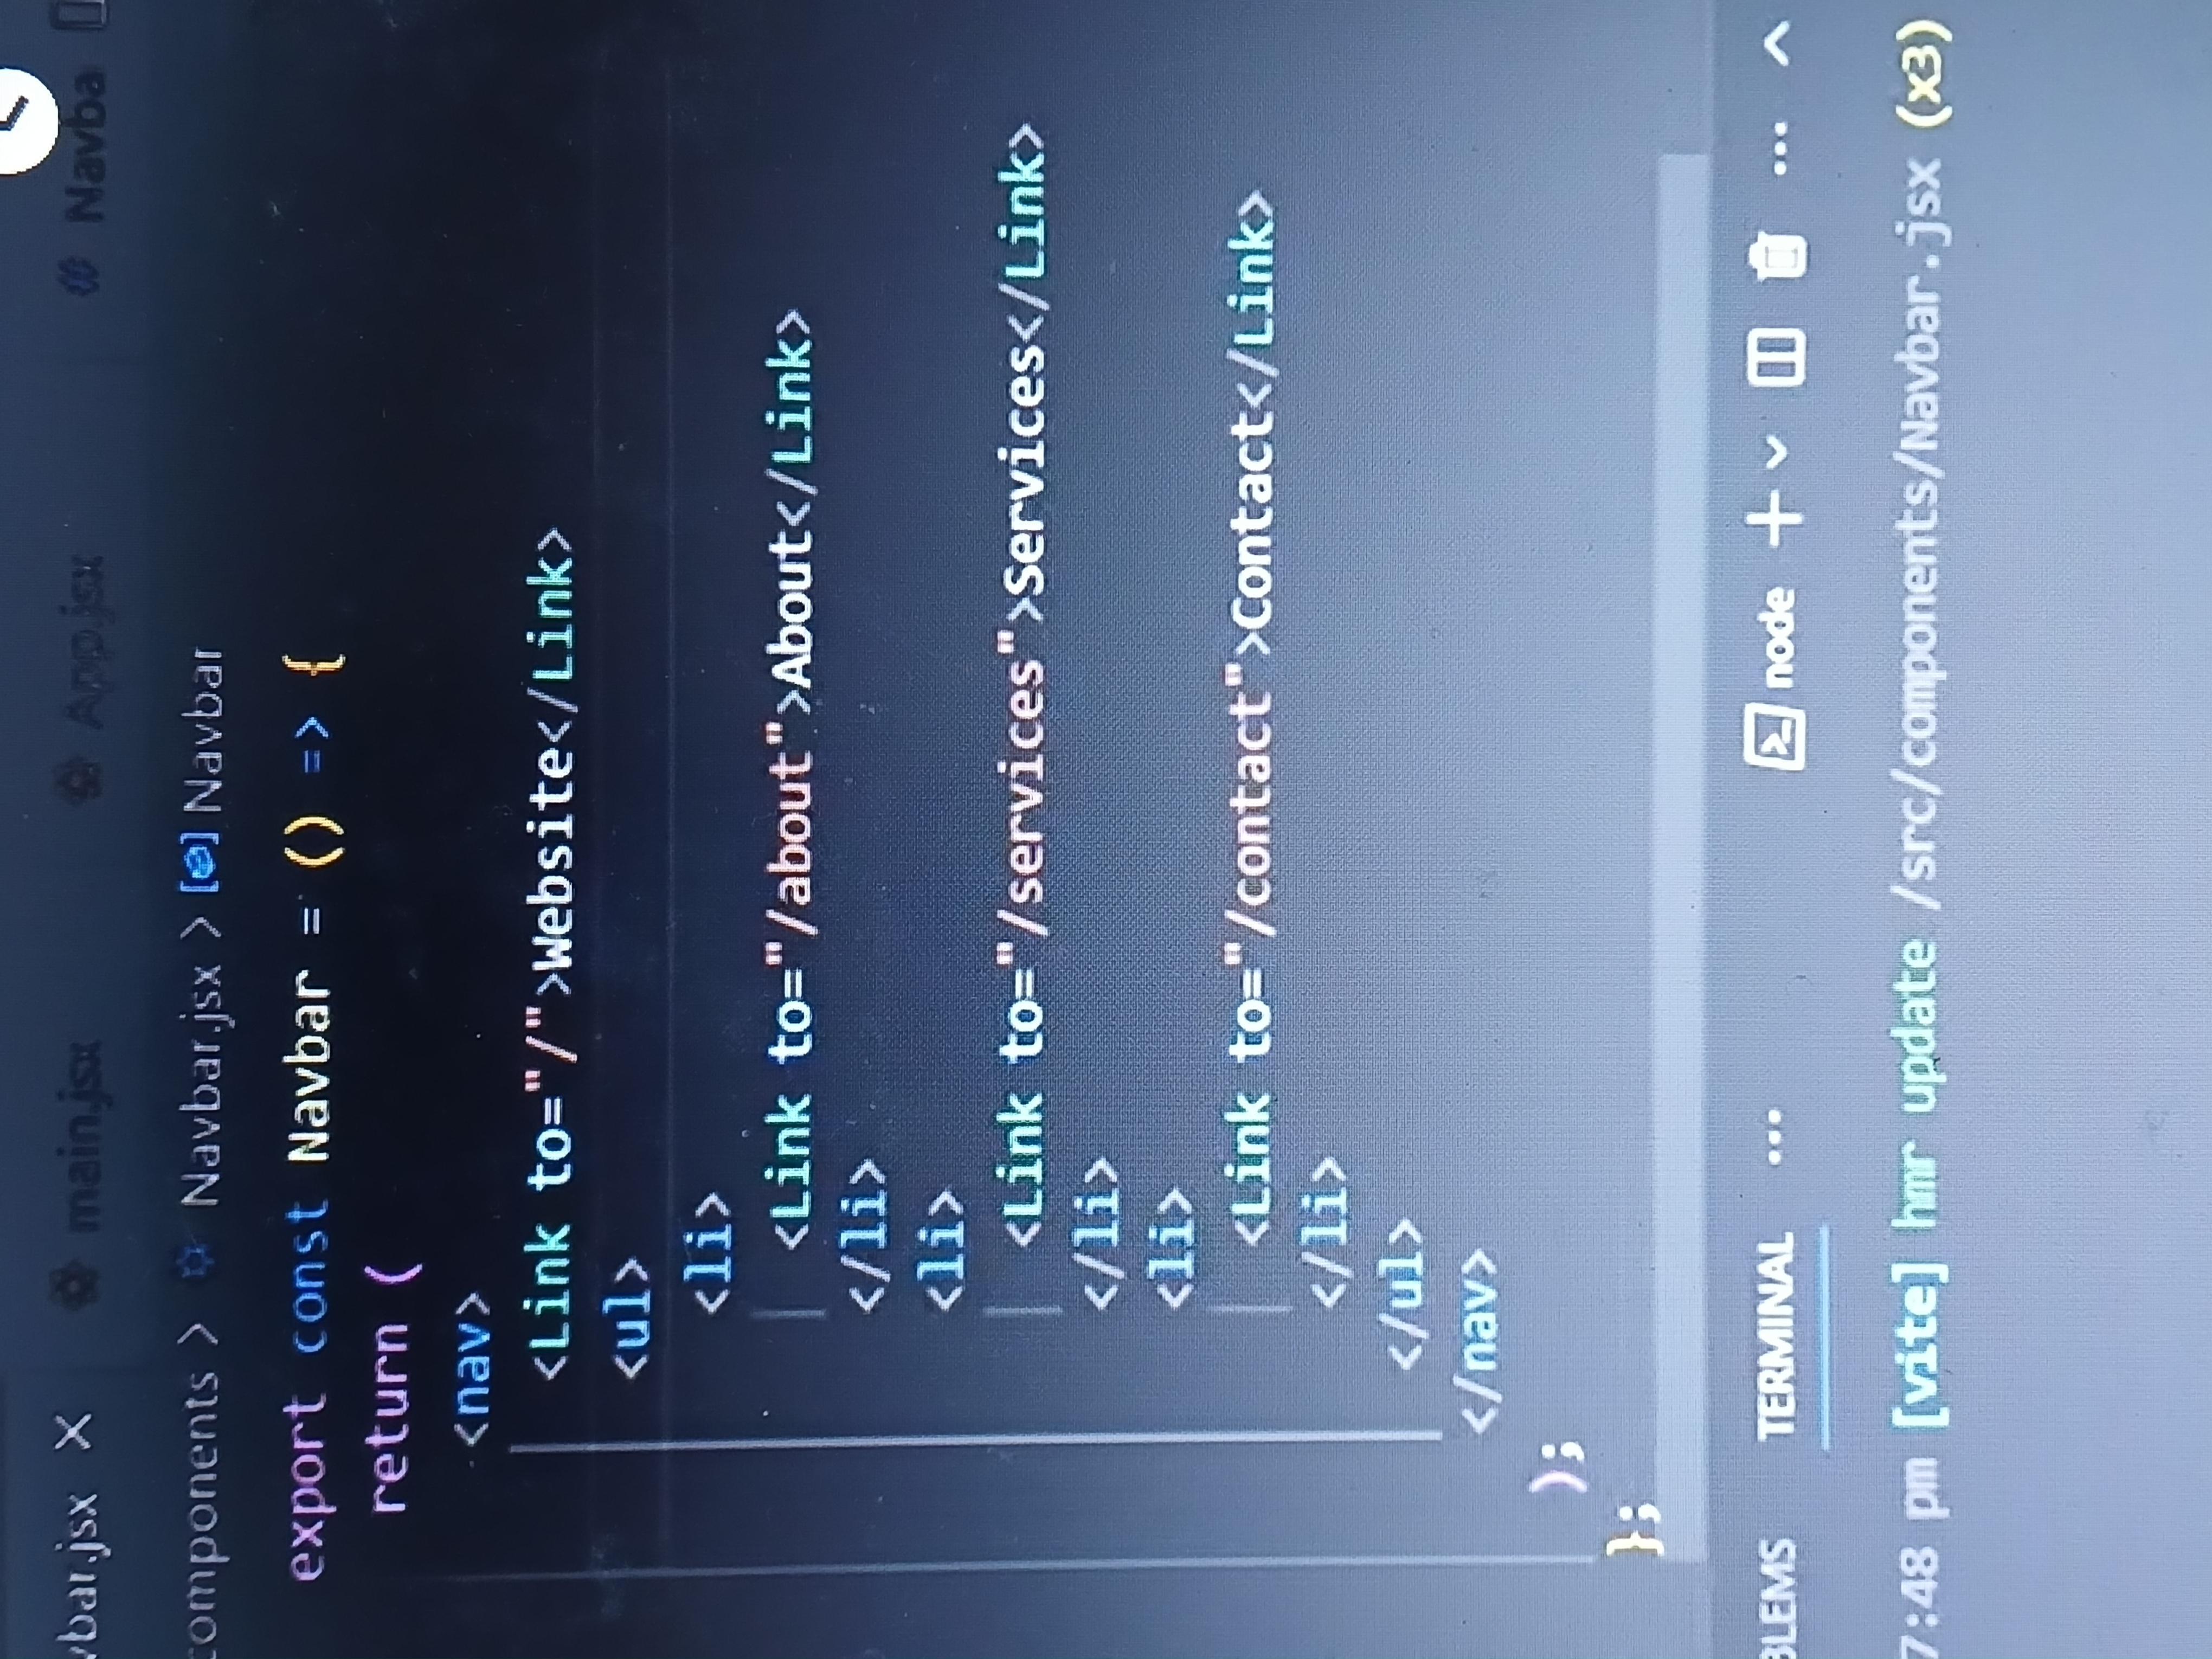 vbar.jsx main.jsx App.jsx Navba
components > Navbar.jsx > Navbar
export const Navbar = () => {
return (
<nav>
<Link to="/">Website</Link>
<ul>
<li>
<Link to="/about">About</Link>
</li>
<li>
<Link to="/services">Services</Link>
</li>
<li>
<Link to="/contact">Contact</Link>
</li>
</ul>
</nav>
);
};
BLEMS TERMINAL ... node
7:48 pm [vite] hmr update /src/components/Navbar.jsx (x3)